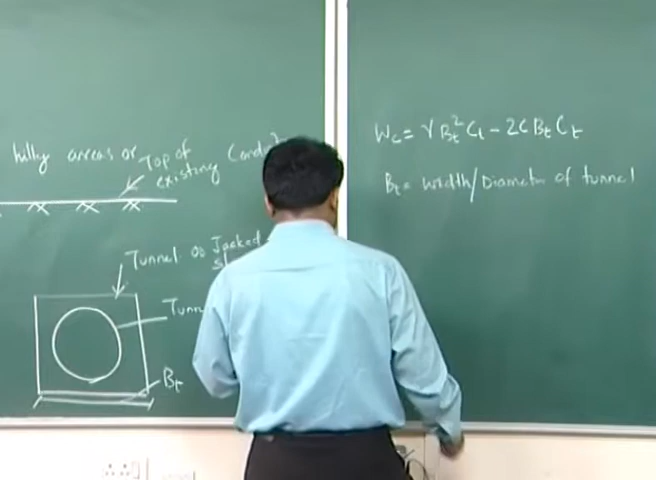 hilly areas or
Top of
existing
Tunnel or Jacked
Bt
Wc = γ Bt² Ct - 2C Bt Ct
Bt = width/Diameter of tunnel